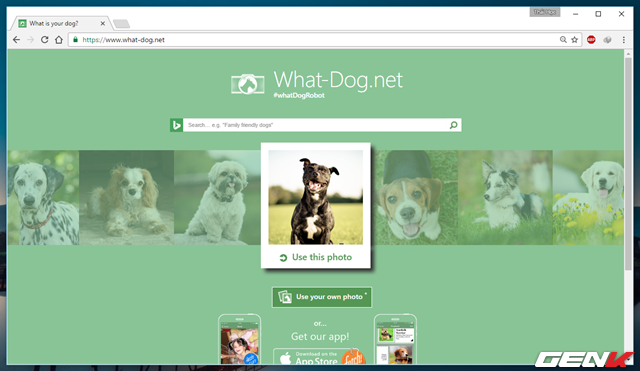 What is your dog?
https://www.what-dog.net
What-Dog.net
#whatDogRobot
Search... e.g. "Family friendly dogs"
Use this photo
Use your own photo *
or...
Get our app!
Download on the
App Store
fetch!
GENK